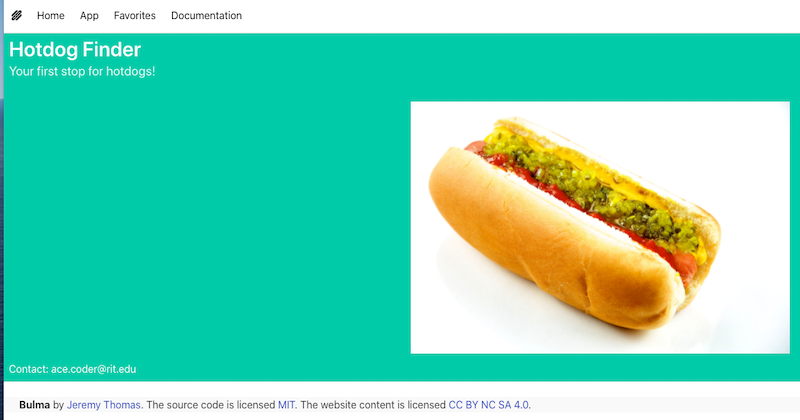 Home App Favorites Documentation
Hotdog Finder
Your first stop for hotdogs!
Contact: ace.coder@rit.edu
Bulma by Jeremy Thomas. The source code is licensed MIT. The website content is licensed CC BY NC SA 4.0.